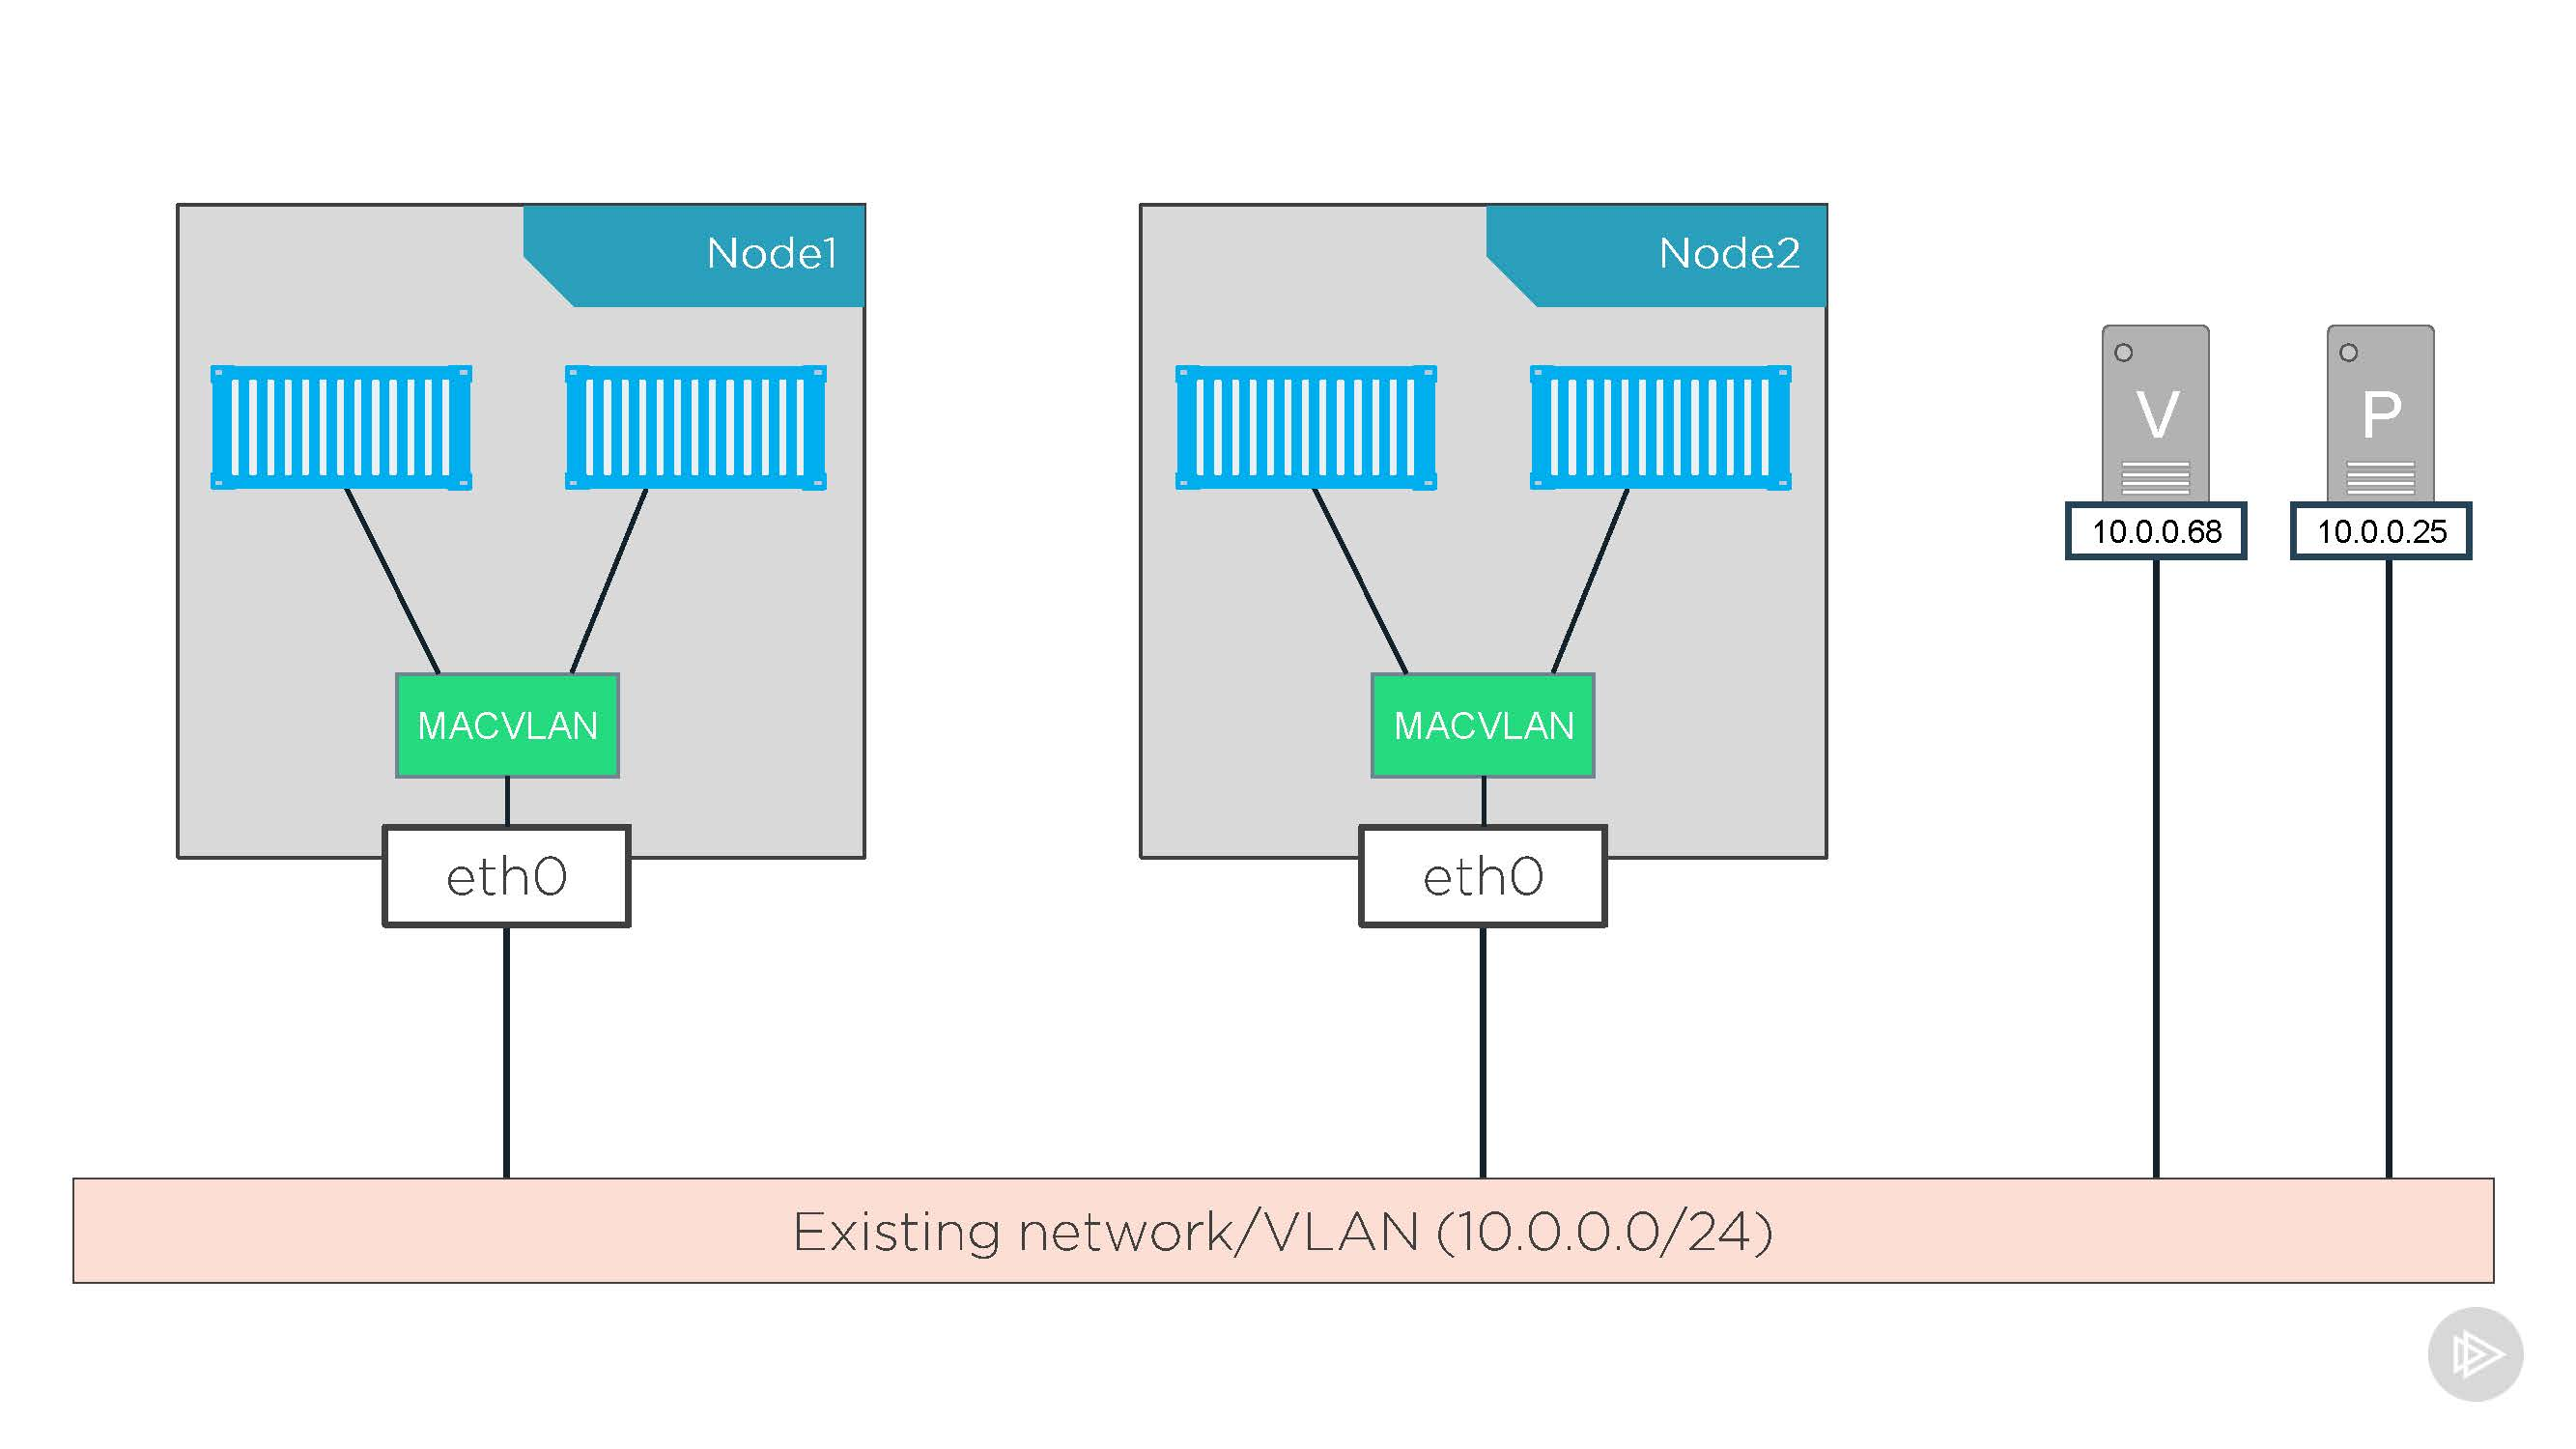 Node1
Node2
V
P
10.0.0.68
10.0.0.25
MACVLAN
MACVLAN
eth0
eth0
Existing network/VLAN (10.0.0.0/24)